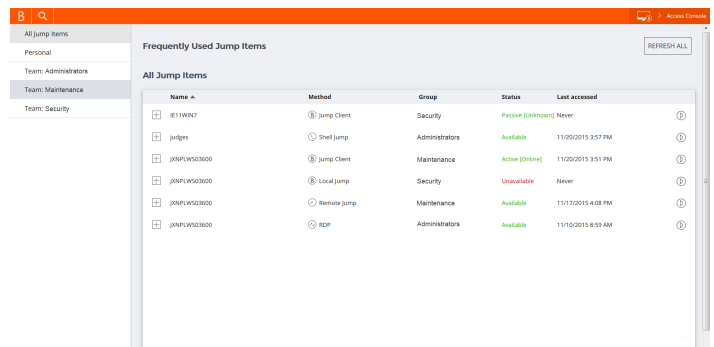 B Access Console
All Jump Items
Personal
Team: Administrators
Team: Maintenance
Team: Security
Frequently Used Jump Items
REFRESH ALL
All Jump Items
Name Method Group Status Last accessed
IE11WIN7 B Jump Client Security Passive [Unknown] Never
Judges Shell Jump Administrators Available 11/20/2015 3:57 PM
JXNPLWS03600 B Jump Client Maintenance Active [Online] 11/20/2015 3:51 PM
JXNPLWS03600 B Local Jump Security Unavailable Never
JXNPLWS03600 Remote Jump Maintenance Available 11/17/2015 4:08 PM
JXNPLWS03600 RDP Administrators Available 11/10/2015 8:59 AM